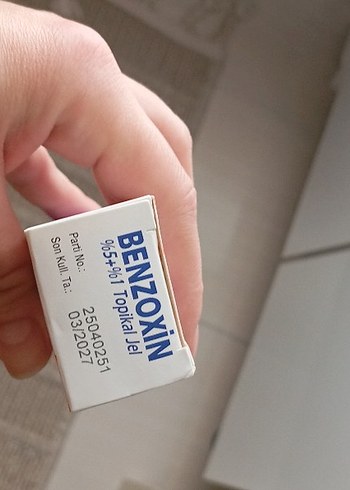 BENZOXİN
%5+%1 Topikal Jel
Parti No.: 25040251
Son Kull. Ta.: 03/2027